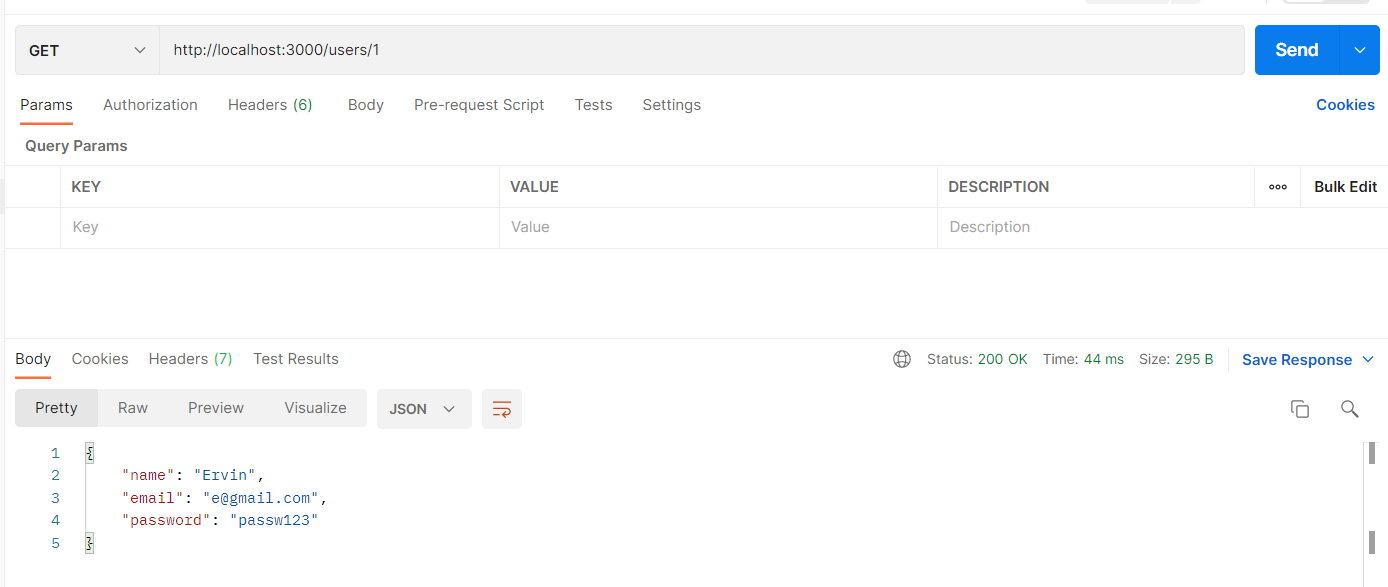 GET http://localhost:3000/users/1 Send
Params Authorization Headers (6) Body Pre-request Script Tests Settings Cookies
Query Params
KEY VALUE DESCRIPTION Bulk Edit
Key Value Description
Body Cookies Headers (7) Test Results Status: 200 OK Time: 44 ms Size: 295 B Save Response
Pretty Raw Preview Visualize JSON
1 {
2 "name": "Ervin",
3 "email": "e@gmail.com",
4 "password": "passw123"
5 }